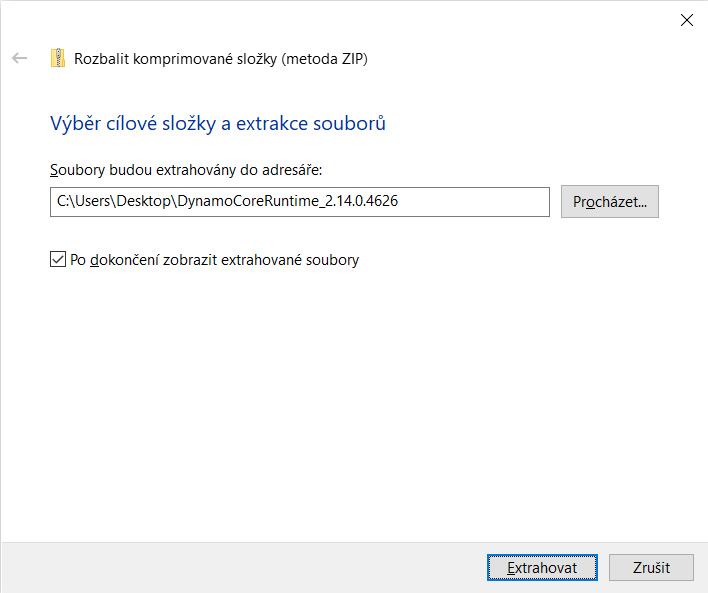 Rozbalit komprimované složky (metoda ZIP)
Výběr cílové složky a extrakce souborů
Soubory budou extrahovány do adresáře:
C:\Users\Desktop\DynamoCoreRuntime_2.14.0.4626
Procházet...
Po dokončení zobrazit extrahované soubory
Extrahovat
Zrušit